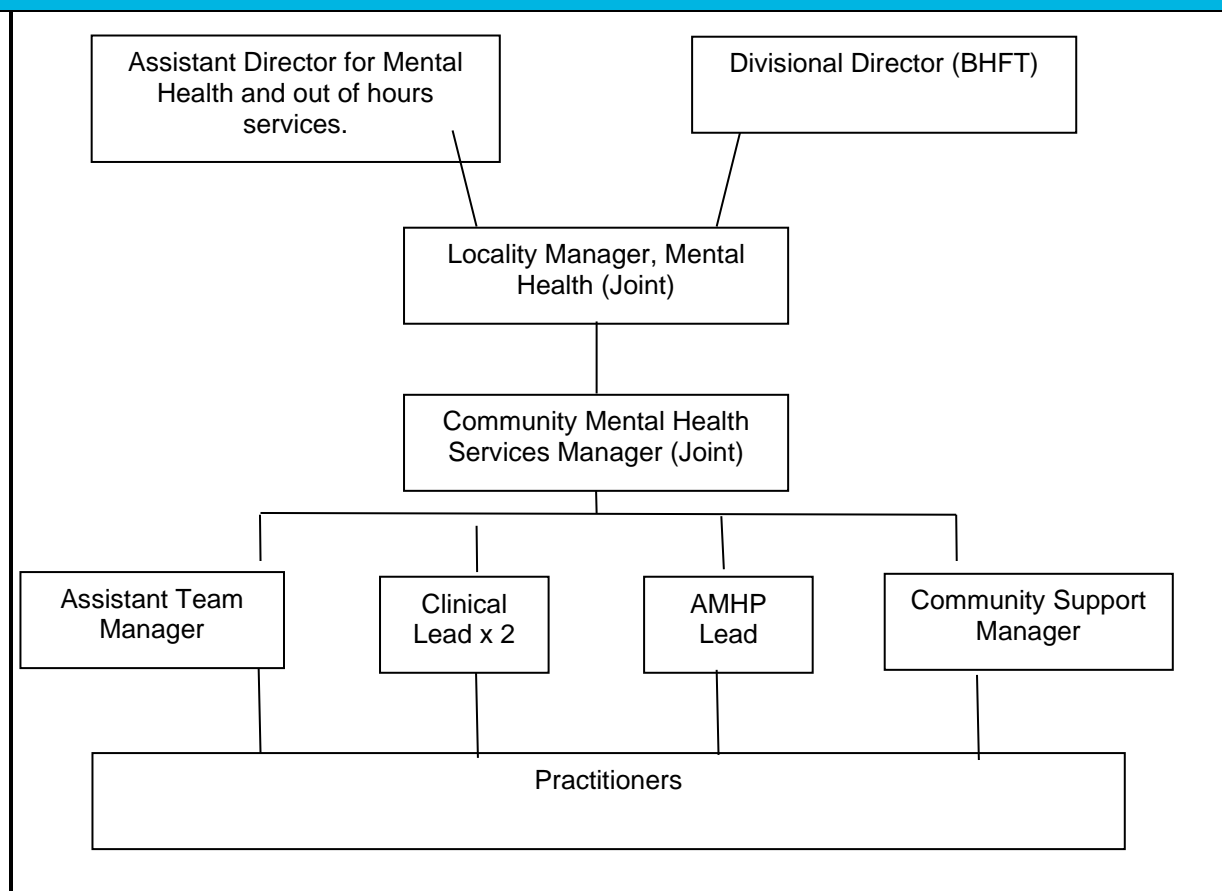 Assistant Director for Mental
Health and out of hours
services.
Divisional Director (BHFT)
Locality Manager, Mental
Health (Joint)
Community Mental Health
Services Manager (Joint)
Assistant Team
Manager
Clinical
Lead x 2
AMHP
Lead
Community Support
Manager
Practitioners